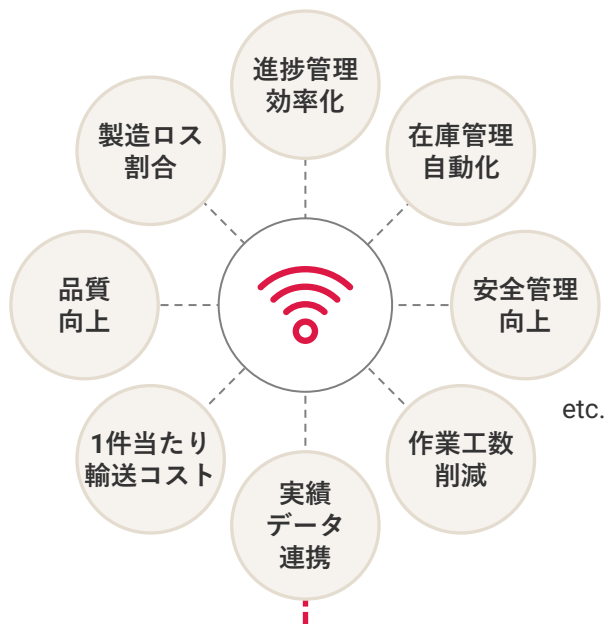 進捗管理
効率化
在庫管理
自動化
安全管理
向上
etc.
作業工数
削減
実績
データ
連携
1件当たり
輸送コスト
品質
向上
製造ロス
割合